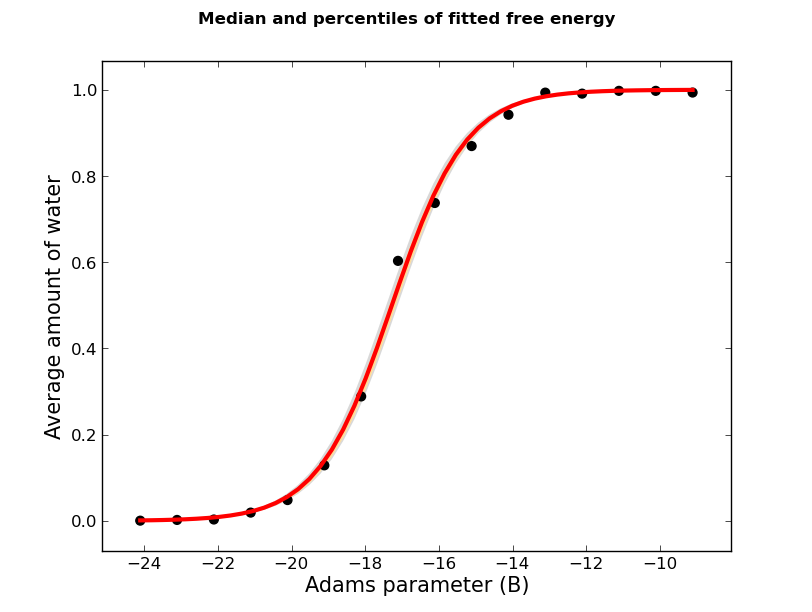 Median and percentiles of fitted free energy
1.0
0.8
0.6
0.4
0.2
0.0
Average amount of water
−24 −22 −20 −18 −16 −14 −12 −10
Adams parameter (B)